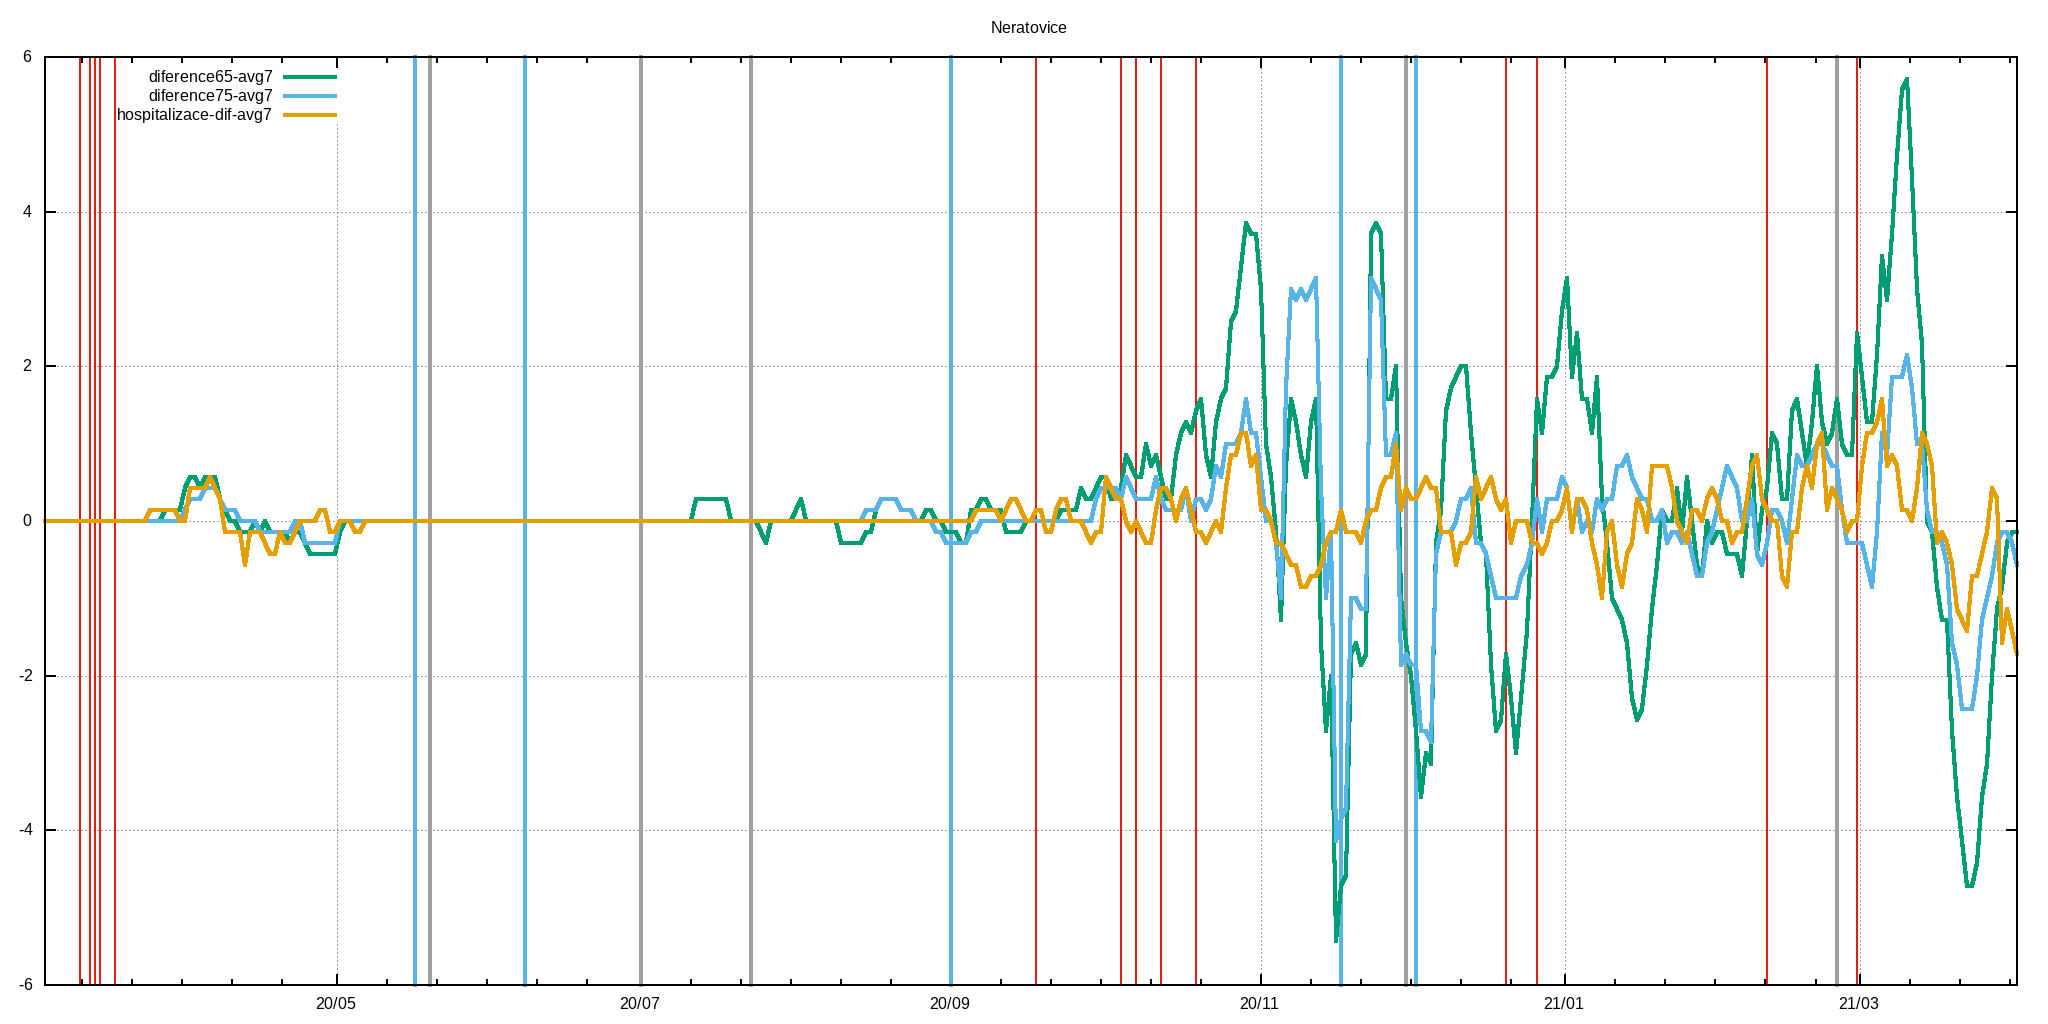 Neratovice
6
diference65-avg7
diference75-avg7
hospitalizace-dif-avg7
4
2
0
-2
-4
-6
20/05 20/07 20/09 20/11 21/01 21/03